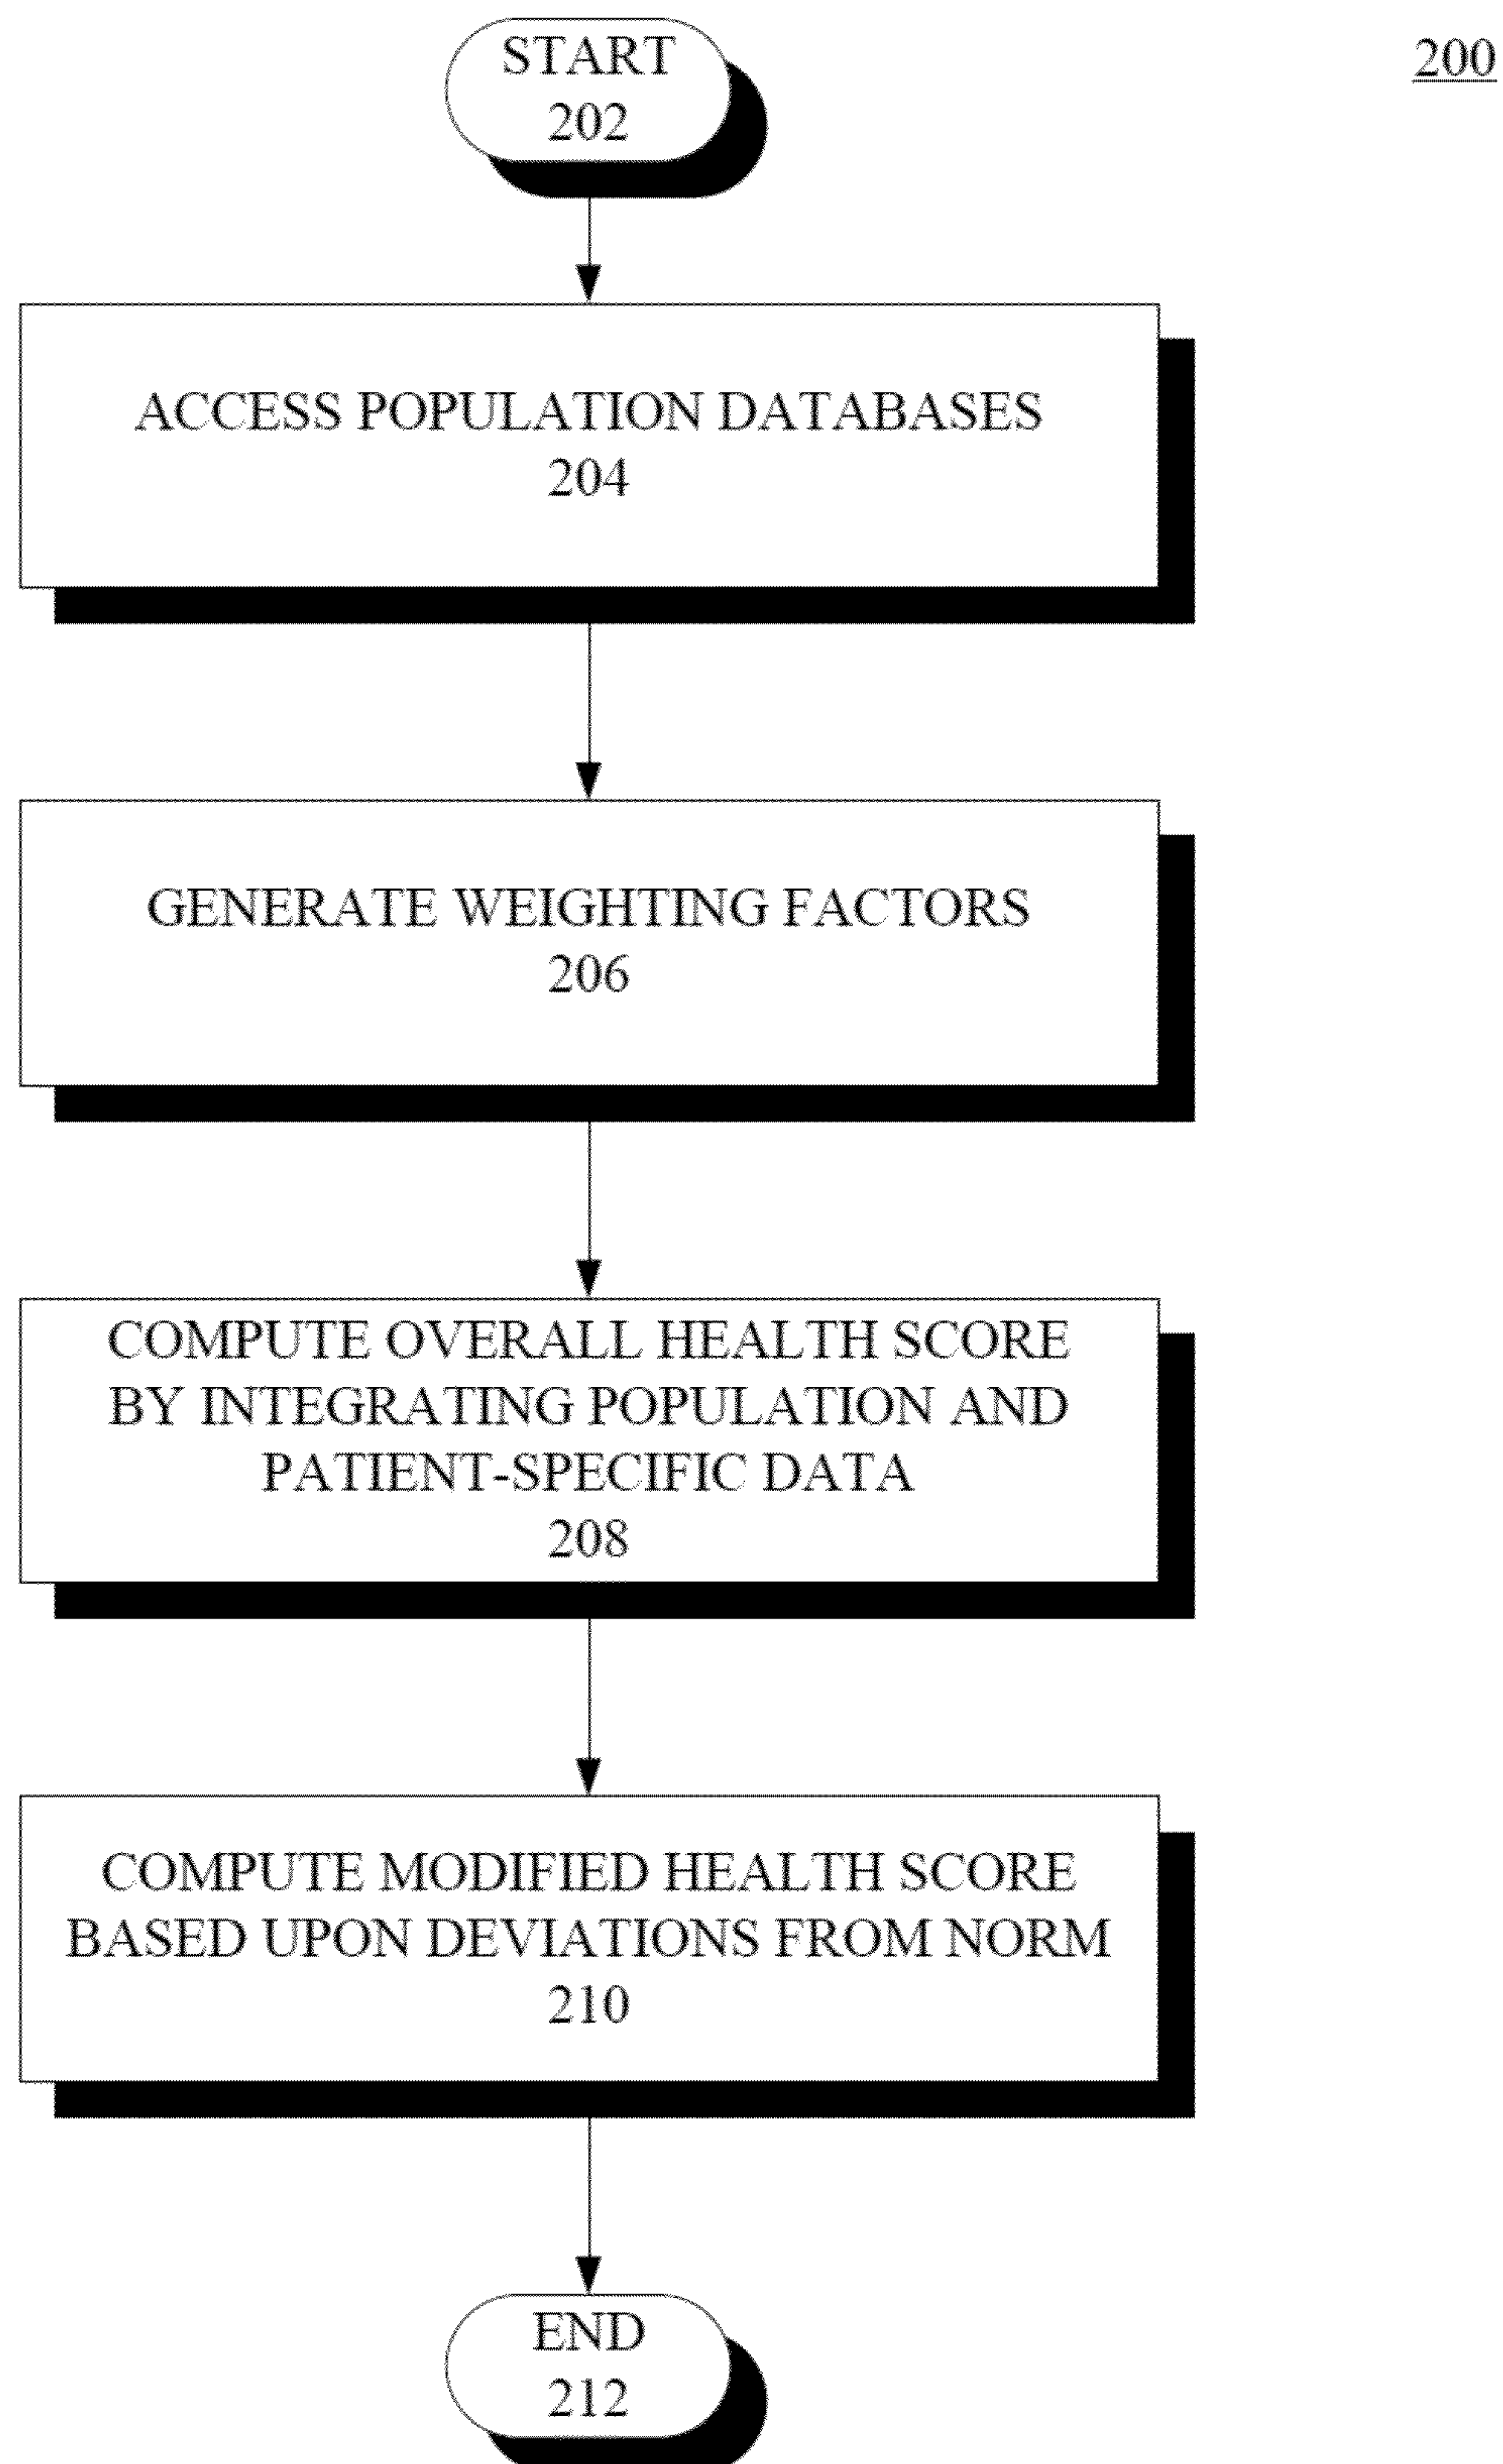 200
START
202
ACCESS POPULATION DATABASES
204
GENERATE WEIGHTING FACTORS
206
COMPUTE OVERALL HEALTH SCORE
BY INTEGRATING POPULATION AND
PATIENT-SPECIFIC DATA
208
COMPUTE MODIFIED HEALTH SCORE
BASED UPON DEVIATIONS FROM NORM
210
END
212